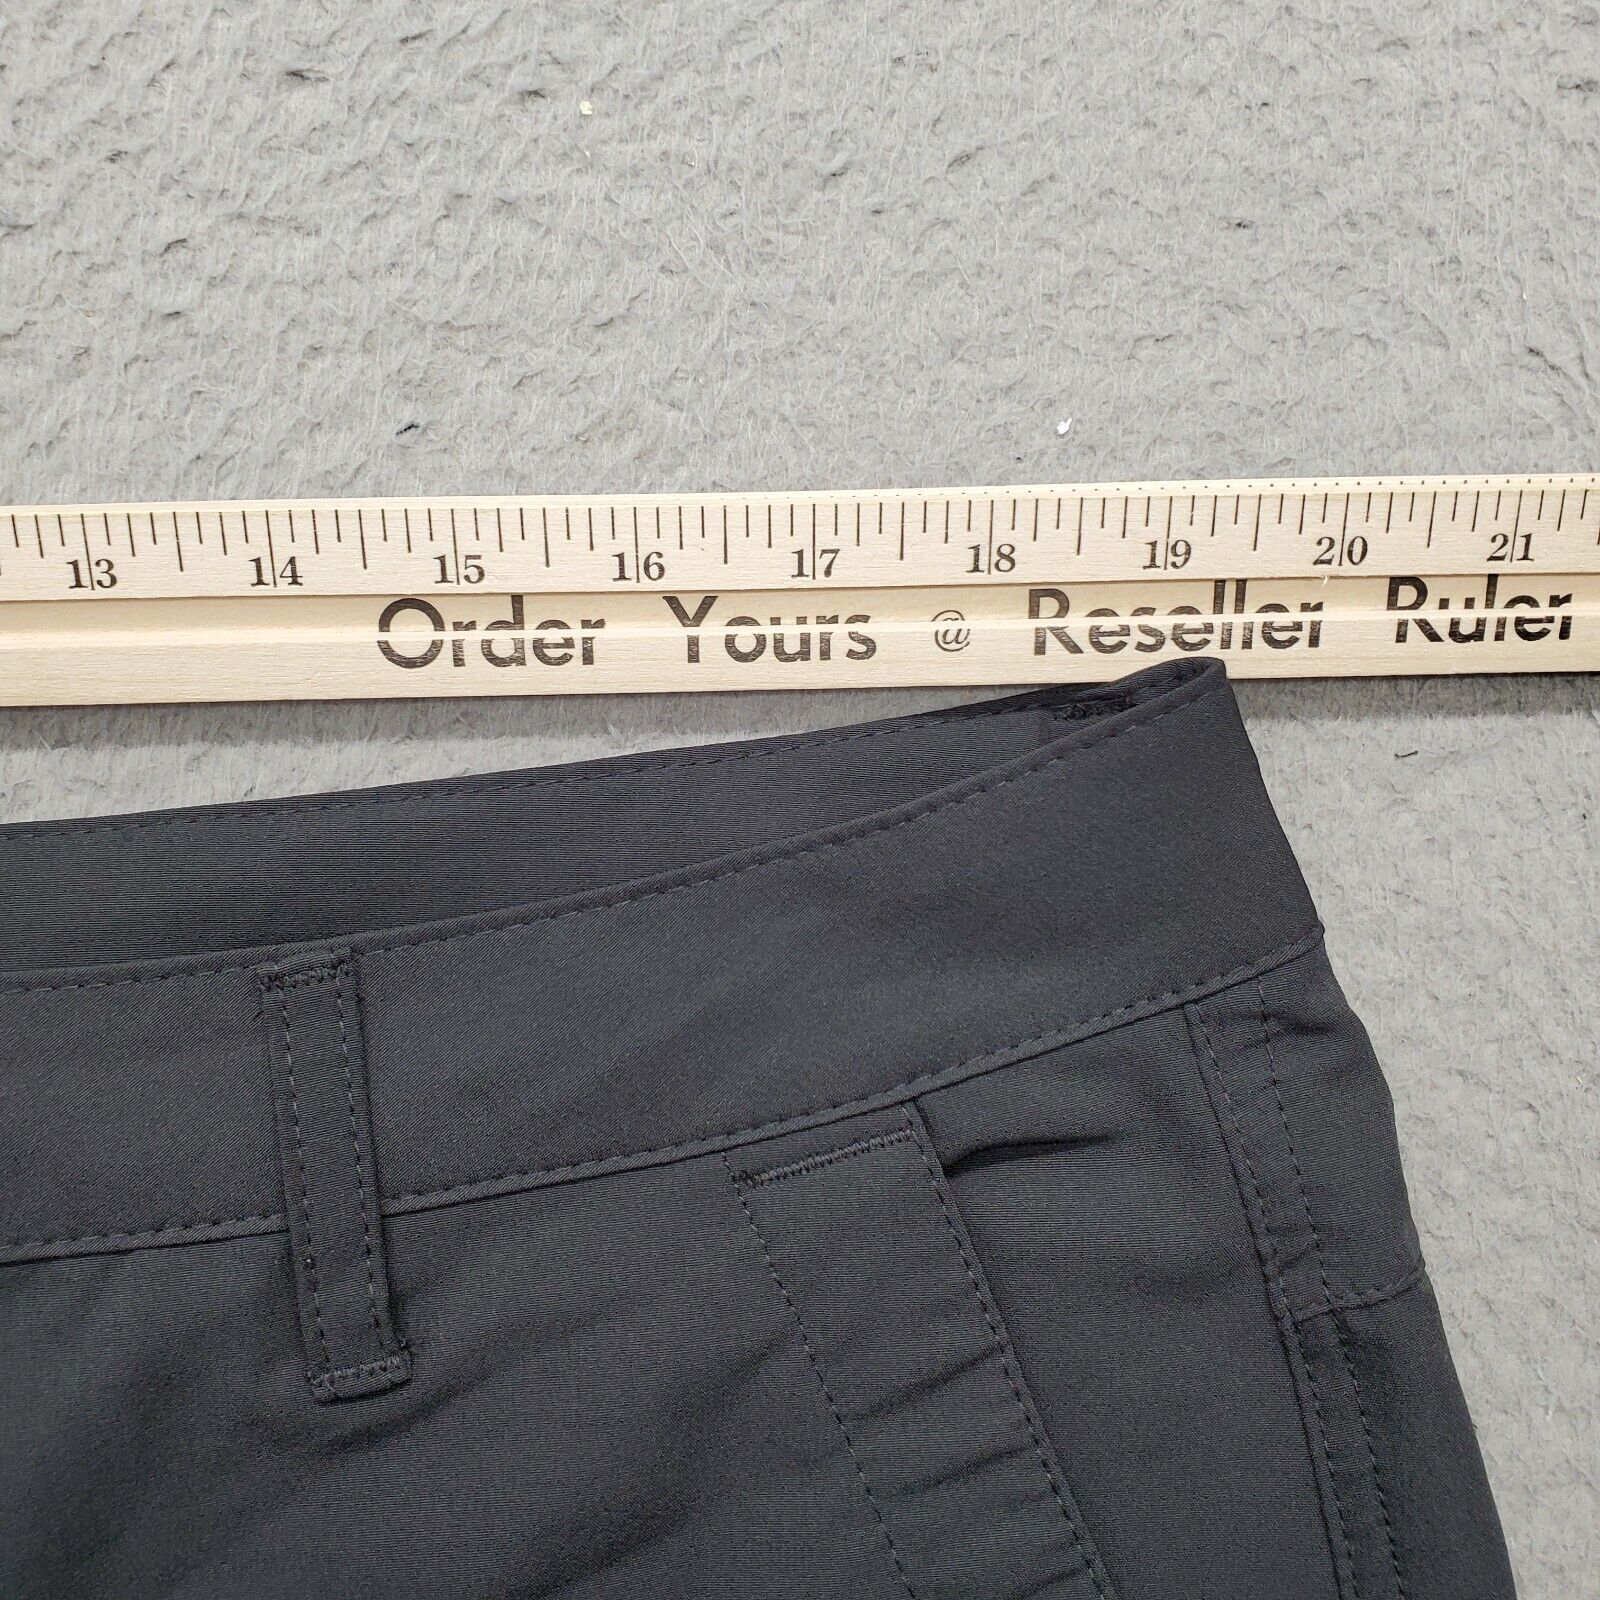 13 14 15 16 17 18 19 20 21
Order Yours @ Reseller Ruler